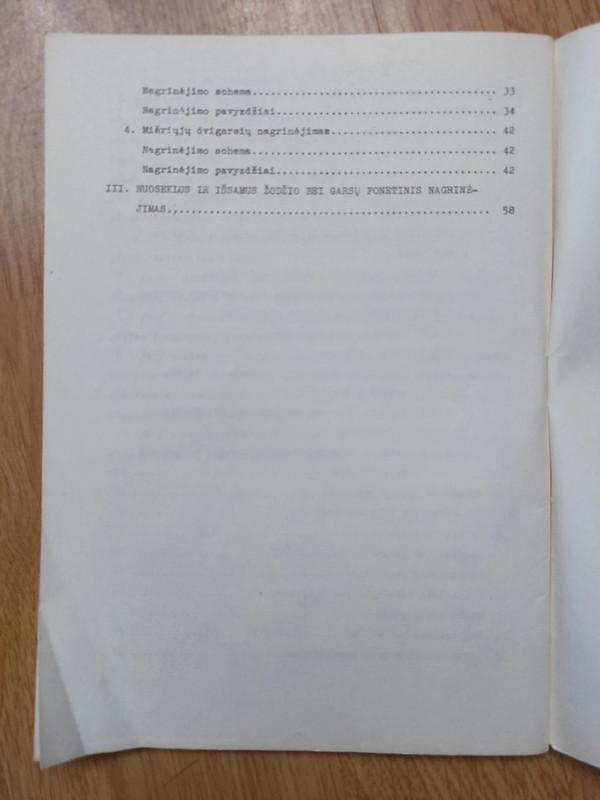 Nagrinėjimo schema........................................ 33
Nagrinėjimo pavyzdžiai.................................... 34
4. Mišriųjų dvigarsių nagrinėjimas........................... 42
Nagrinėjimo schema........................................ 42
Nagrinėjimo pavyzdžiai.................................... 42
III. NUOSEKLUS IR IŠSAMUS ŽODŽIO BEI GARSŲ FONETINIS NAGRINĖ-
JIMAS..................................................... 58